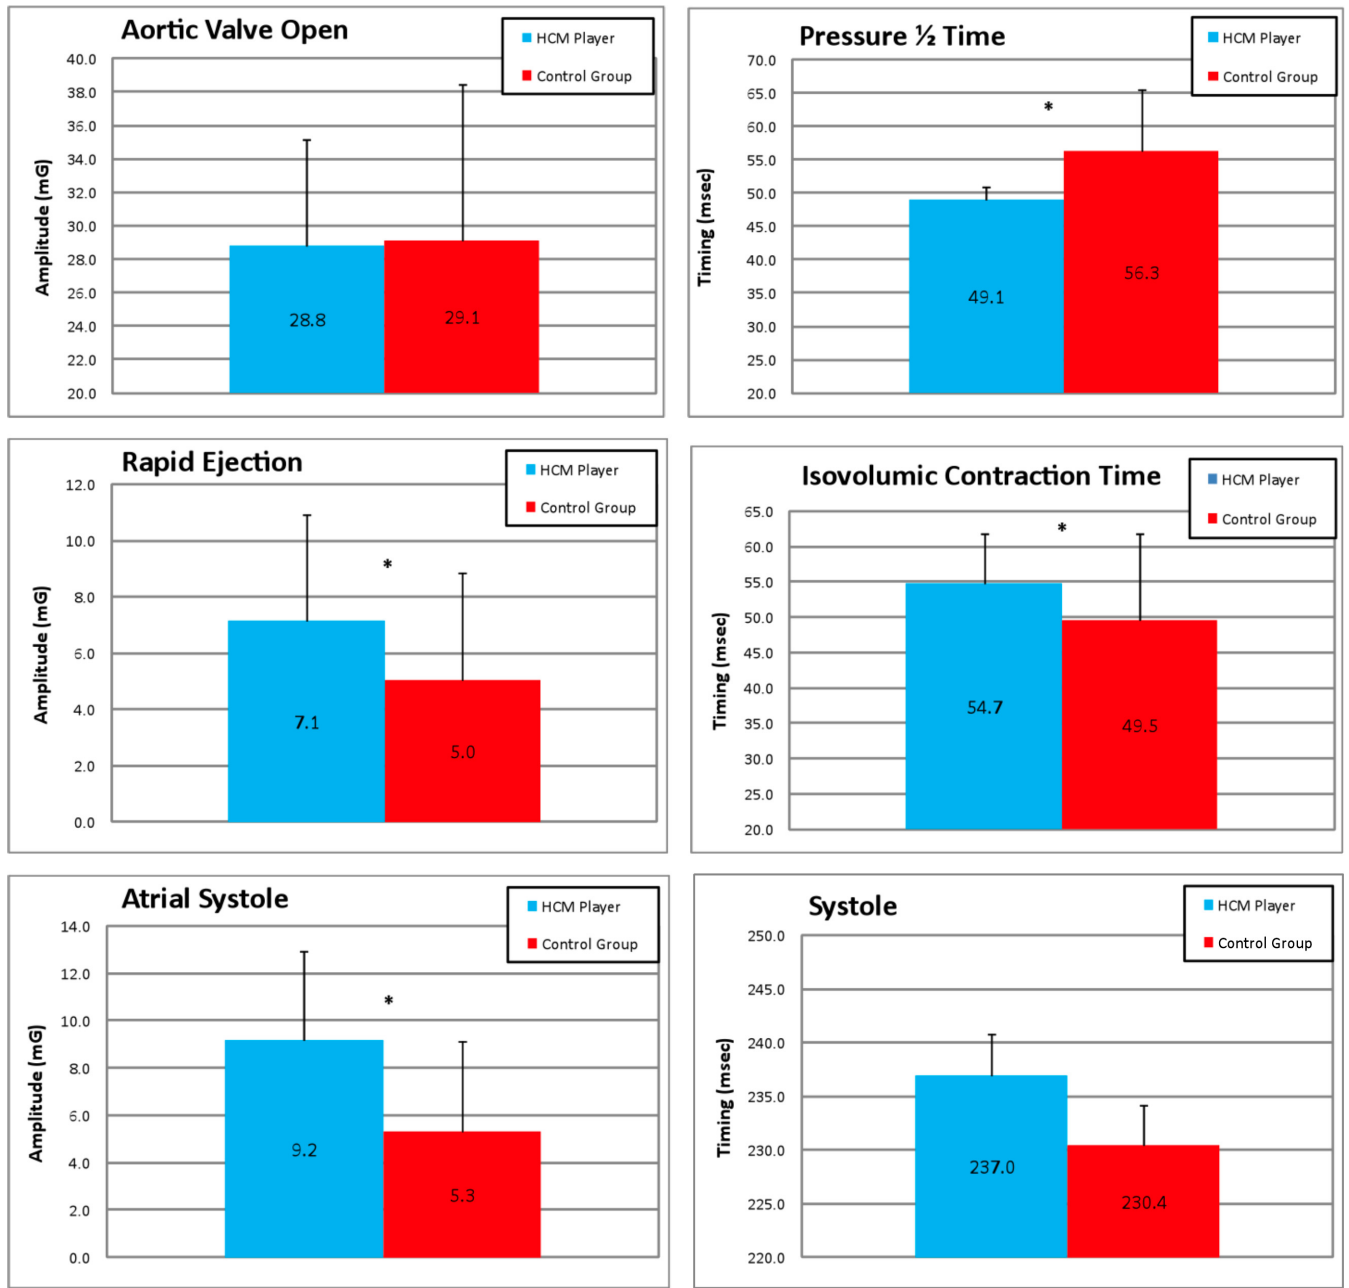 Aortic Valve Open
HCM Player
Control Group
Amplitude (mG)
40.0
38.0
36.0
34.0
32.0
30.0
28.0
26.0
24.0
22.0
20.0
28.8
29.1
Pressure ½ Time
HCM Player
Control Group
Timing (msec)
70.0
65.0
60.0
55.0
50.0
45.0
40.0
35.0
30.0
25.0
20.0
*
49.1
56.3
Rapid Ejection
HCM Player
Control Group
Amplitude (mG)
12.0
10.0
8.0
6.0
4.0
2.0
0.0
*
7.1
5.0
Isovolumic Contraction Time
HCM Player
Control Group
Timing (msec)
65.0
60.0
55.0
50.0
45.0
40.0
35.0
30.0
25.0
20.0
*
54.7
49.5
Atrial Systole
HCM Player
Control Group
Amplitude (mG)
14.0
12.0
10.0
8.0
6.0
4.0
2.0
0.0
*
9.2
5.3
Systole
HCM Player
Control Group
Timing (msec)
250.0
245.0
240.0
235.0
230.0
225.0
220.0
237.0
230.4